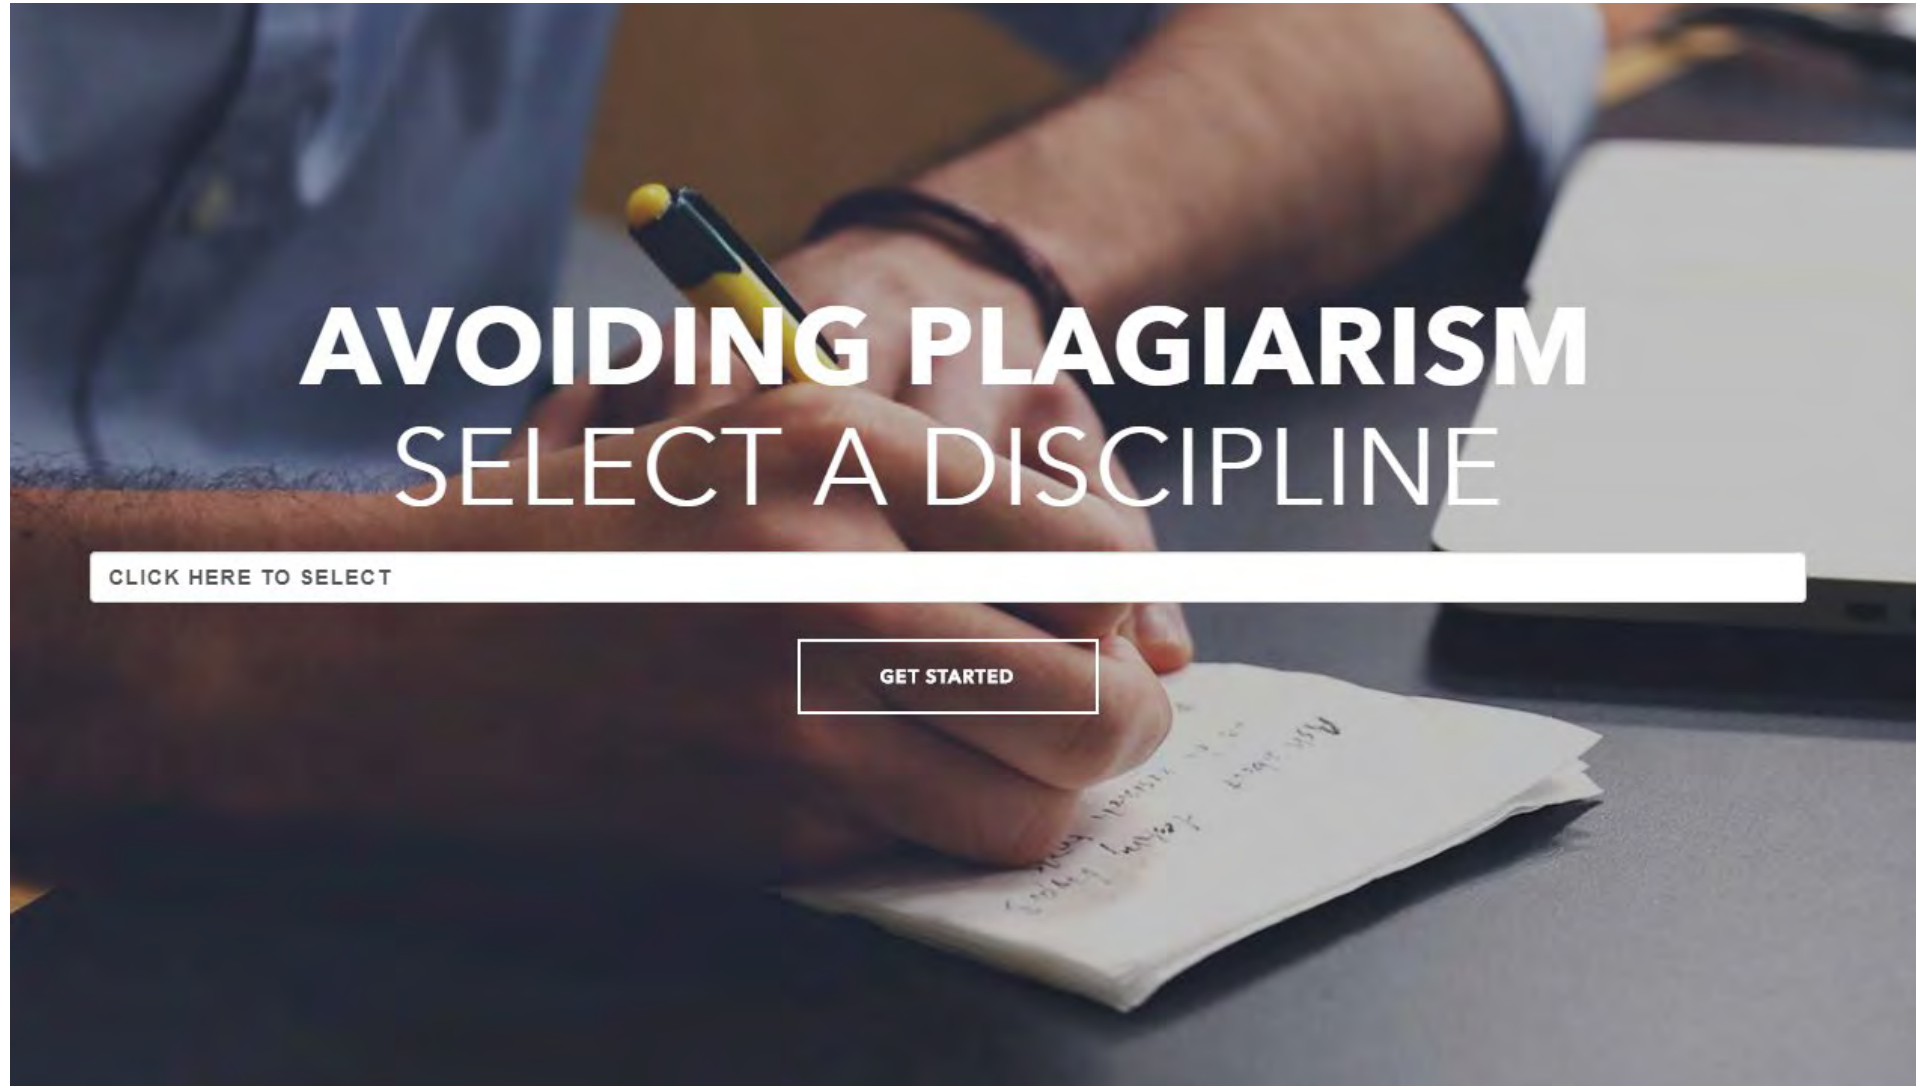 AVOIDING PLAGIARISM
SELECT A DISCIPLINE
CLICK HERE TO SELECT
GET STARTED